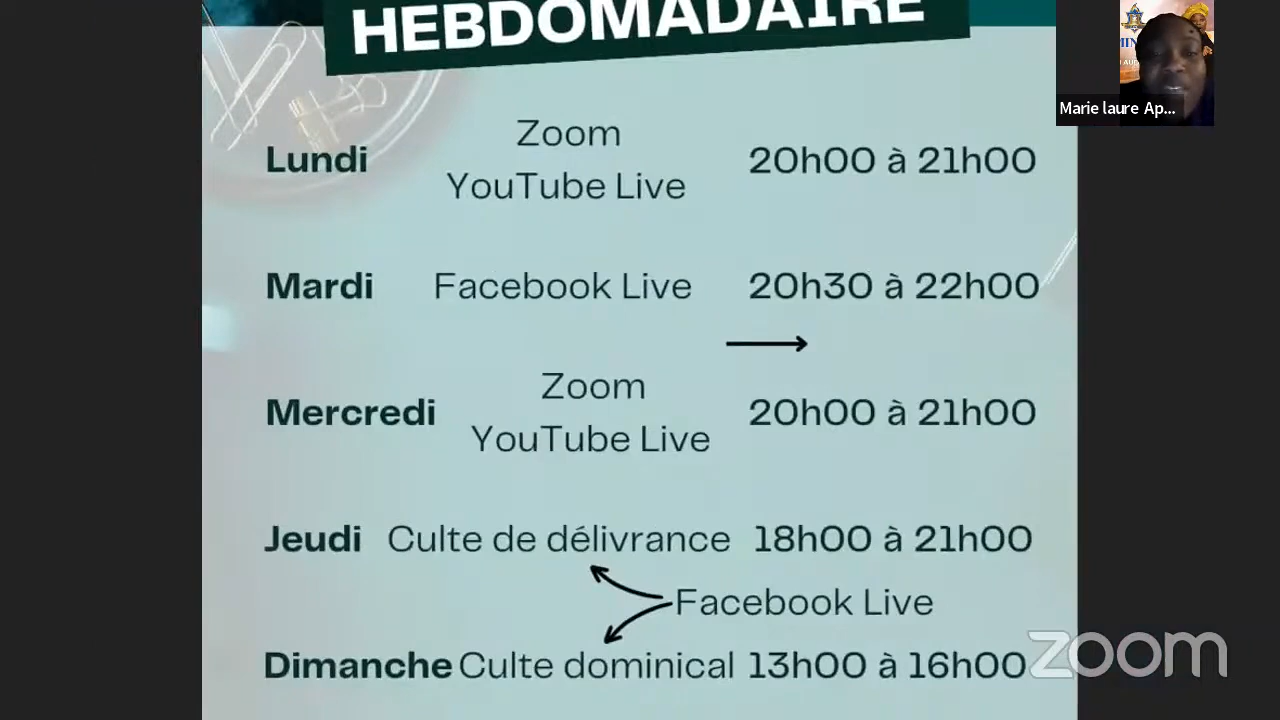 HEBDOMADAIRE
Marie laure Ap...
Lundi
Zoom
YouTube Live
20h00 à 21h00
Mardi Facebook Live 20h30 à 22h00
Mercredi
Zoom
YouTube Live
20h00 à 21h00
Jeudi Culte de délivrance 18h00 à 21h00
Facebook Live
Dimanche Culte dominical 13h00 à 16h00
zoom